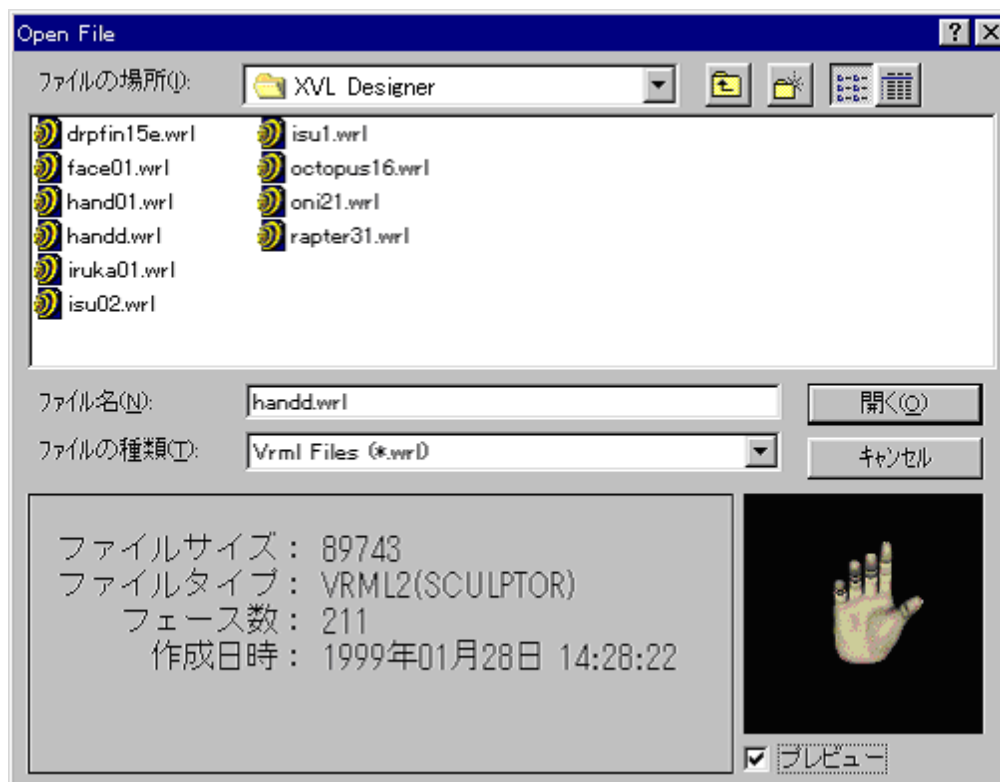 Open File
ファイルの場所(I):
XVL Designer
drpfin15e.wrl
face01.wrl
hand01.wrl
handd.wrl
iruka01.wrl
isu02.wrl
isu1.wrl
octopus16.wrl
oni21.wrl
rapter31.wrl
ファイル名(N):
handd.wrl
開く(O)
ファイルの種類(T):
Vrml Files (*.wrl)
キャンセル
ファイルサイズ： 89743
ファイルタイプ： VRML2(SCULPTOR)
フェース数： 211
作成日時： 1999年01月28日 14:28:22
プレビュー